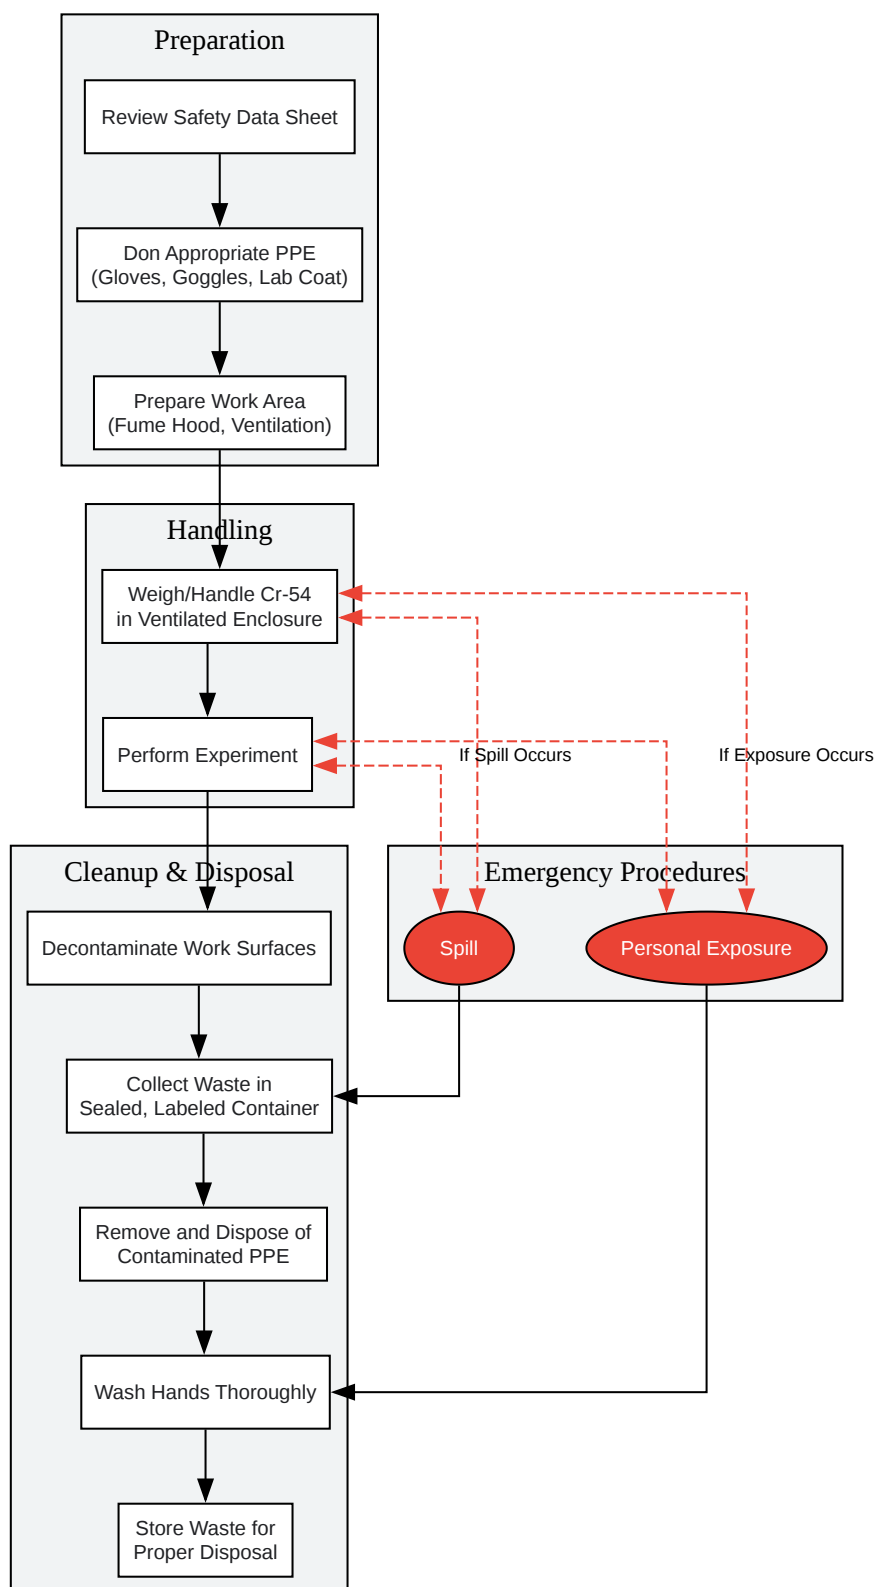 Preparation
Review Safety Data Sheet
Don Appropriate PPE
(Gloves, Goggles, Lab Coat)
Prepare Work Area
(Fume Hood, Ventilation)
Handling
Weigh/Handle Cr-54
in Ventilated Enclosure
Perform Experiment
If Spill Occurs
If Exposure Occurs
Cleanup & Disposal
Emergency Procedures
Decontaminate Work Surfaces
Spill
Personal Exposure
Collect Waste in
Sealed, Labeled Container
Remove and Dispose of
Contaminated PPE
Wash Hands Thoroughly
Store Waste for
Proper Disposal